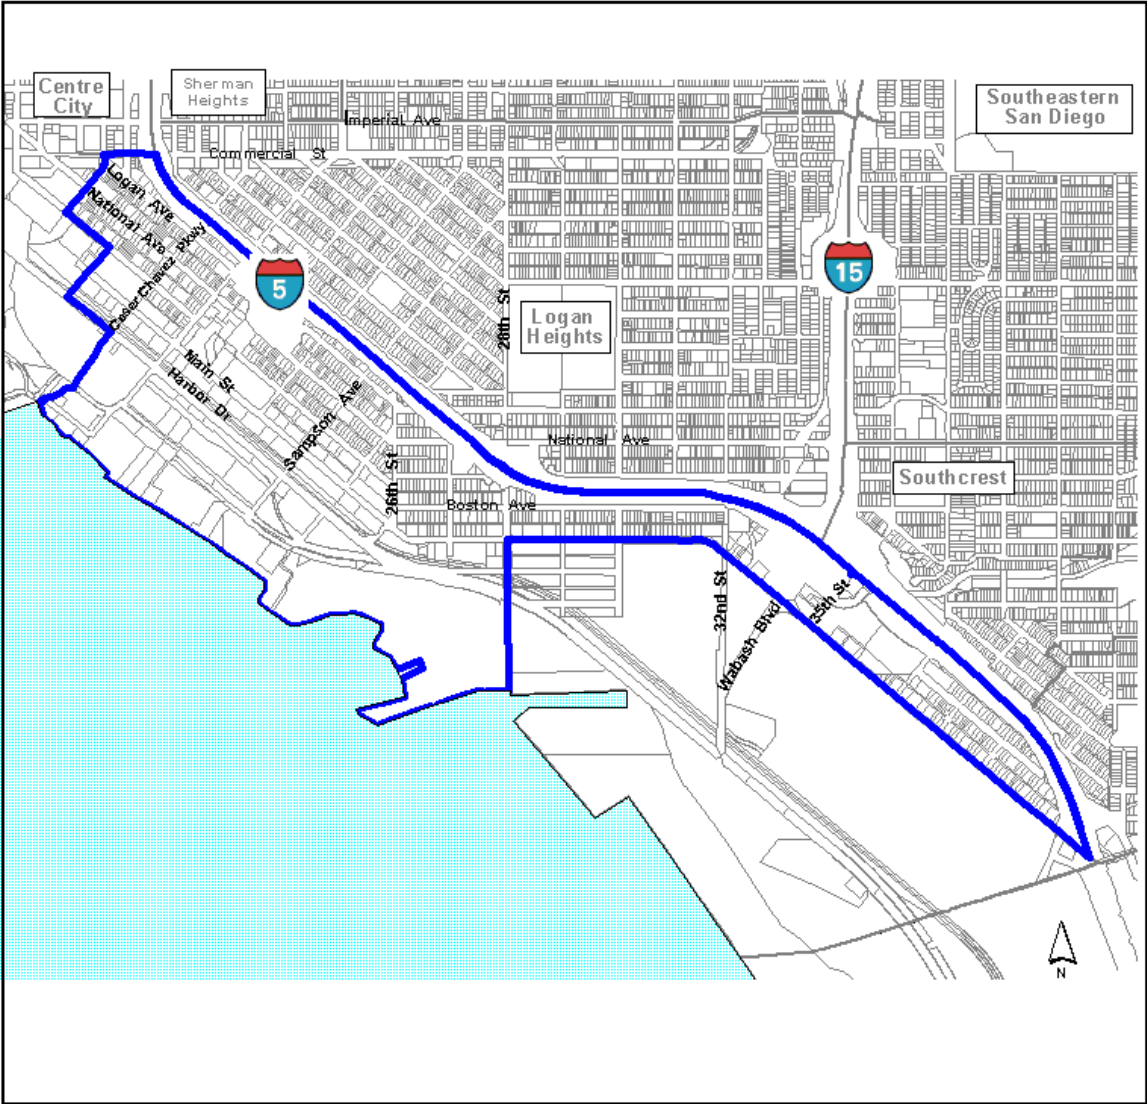 Centre
City
Sherman
Heights
Southeastern
San Diego
Imperial Ave
Commercial St
Logan Ave
National Ave
Ceser Chavez Pkwy
5
15
28th St
Logan
Heights
Main St
Harbor Dr
Sampson Ave
National Ave
26th St
Southcrest
Boston Ave
32nd St
35th St
Wabash Blvd
N